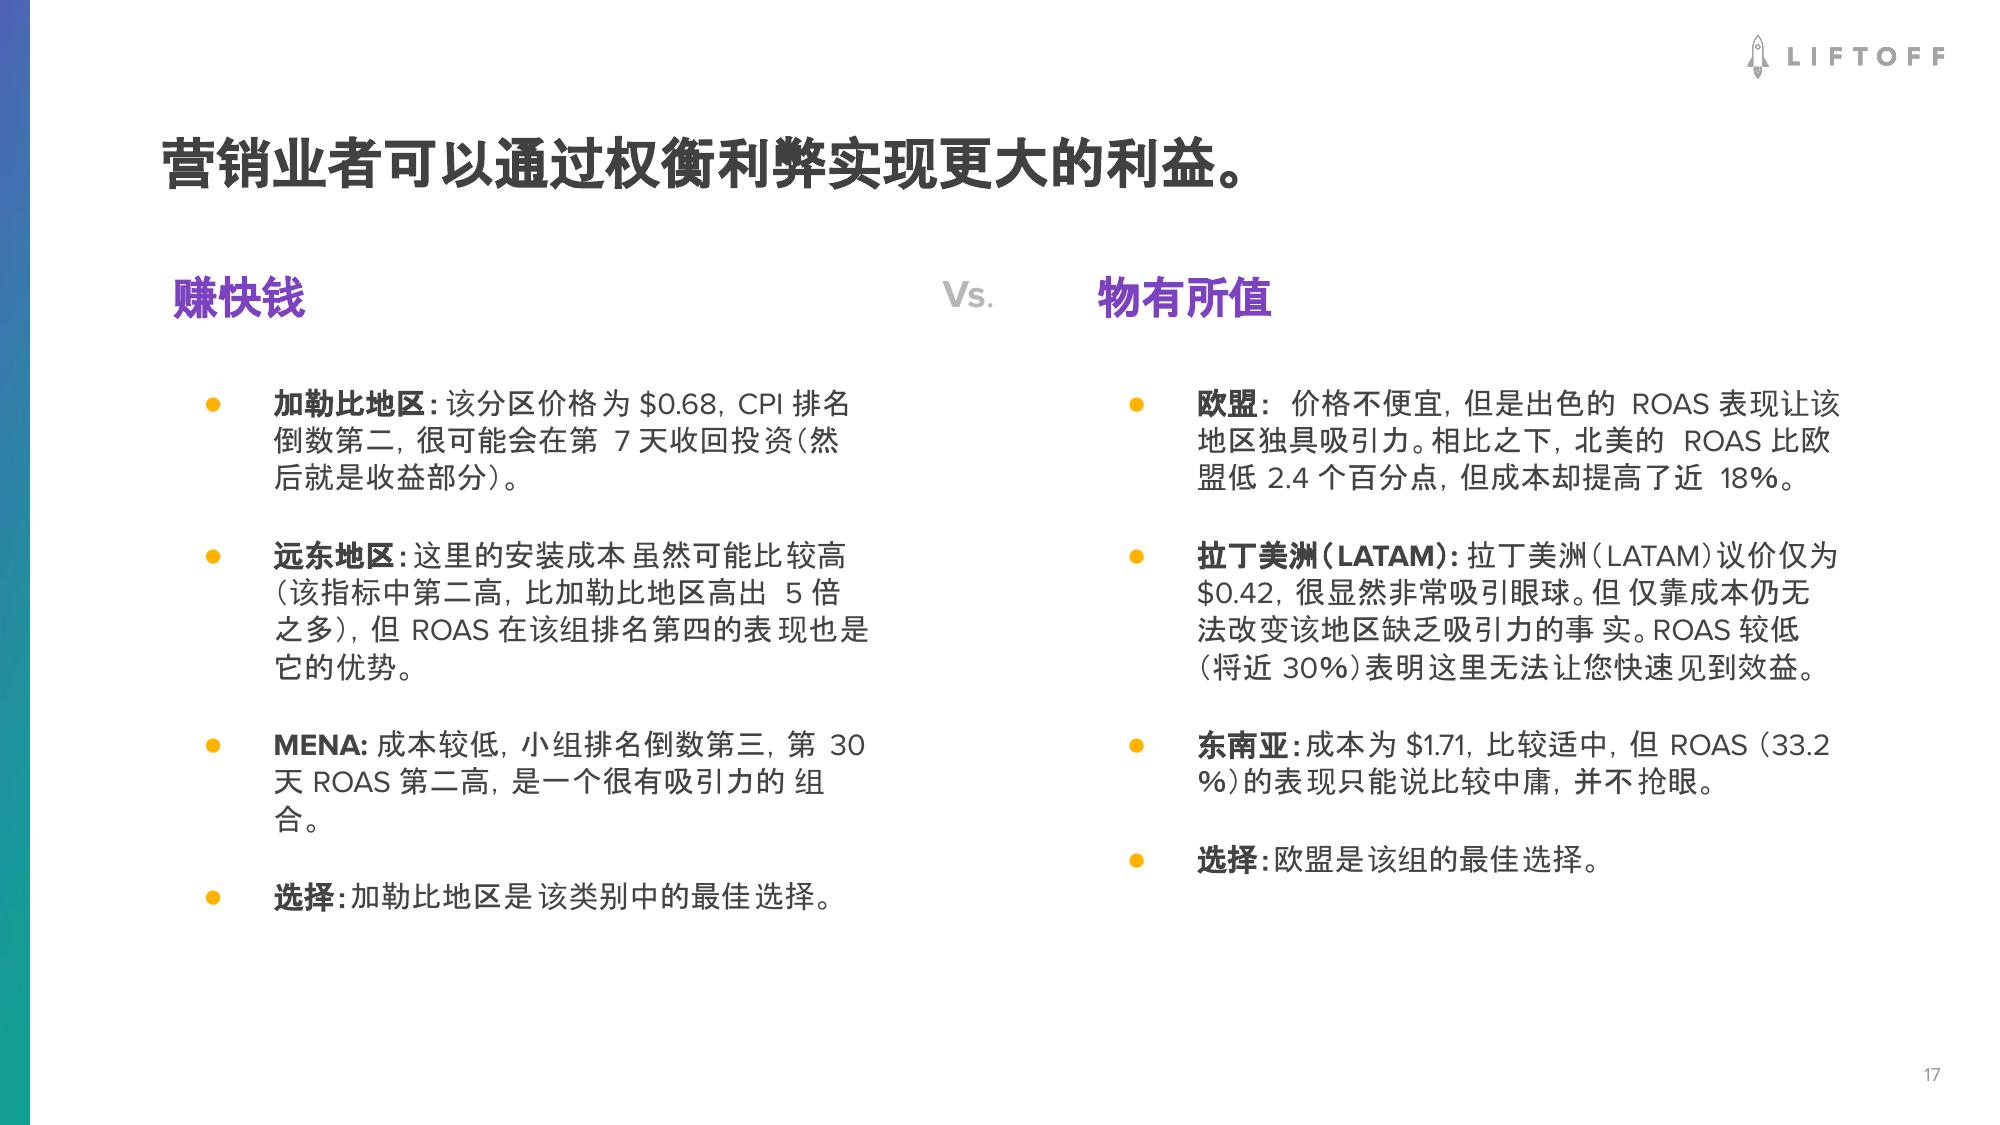 LIFTOFF
营销业者可以通过权衡利弊实现更大的利益。
赚快钱
Vs.
物有所值
加勒比地区：该分区价格为 $0.68，CPI 排名
倒数第二，很可能会在第 7 天收回投资（然
后就是收益部分）。
远东地区：这里的安装成本虽然可能比较高
（该指标中第二高，比加勒比地区高出 5 倍
之多），但 ROAS 在该组排名第四的表现也是
它的优势。
MENA: 成本较低，小组排名倒数第三，第 30
天 ROAS 第二高，是一个很有吸引力的组
合。
选择：加勒比地区是该类别中的最佳选择。
欧盟： 价格不便宜，但是出色的 ROAS 表现让该
地区独具吸引力。相比之下，北美的 ROAS 比欧
盟低 2.4 个百分点，但成本却提高了近 18%。
拉丁美洲（LATAM）：拉丁美洲（LATAM）议价仅为
$0.42，很显然非常吸引眼球。但仅靠成本仍无
法改变该地区缺乏吸引力的事实。ROAS 较低
（将近 30%）表明这里无法让您快速见到效益。
东南亚：成本为 $1.71，比较适中，但 ROAS （33.2
%）的表现只能说比较中庸，并不抢眼。
选择：欧盟是该组的最佳选择。
17